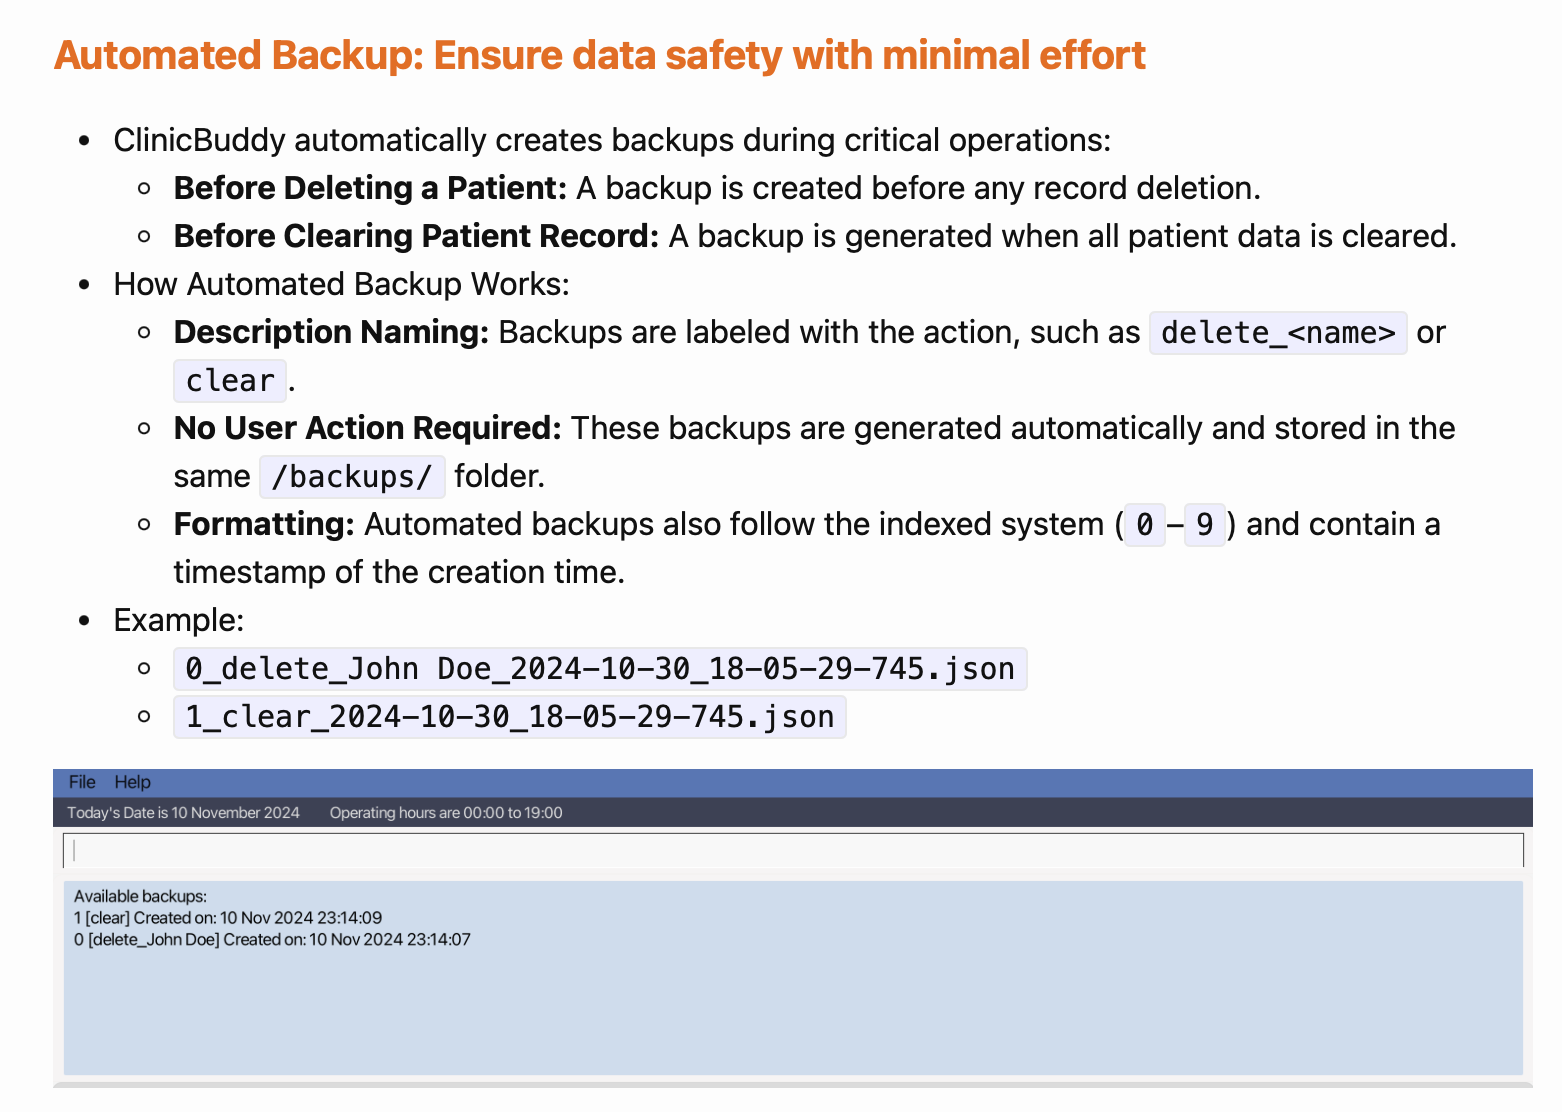 Automated Backup: Ensure data safety with minimal effort
• ClinicBuddy automatically creates backups during critical operations:
◦ Before Deleting a Patient: A backup is created before any record deletion.
◦ Before Clearing Patient Record: A backup is generated when all patient data is cleared.
• How Automated Backup Works:
◦ Description Naming: Backups are labeled with the action, such as delete_<name> or
clear.
◦ No User Action Required: These backups are generated automatically and stored in the
same /backups/ folder.
◦ Formatting: Automated backups also follow the indexed system (0–9) and contain a
timestamp of the creation time.
• Example:
◦ 0_delete_John Doe_2024-10-30_18-05-29-745.json
◦ 1_clear_2024-10-30_18-05-29-745.json
File Help
Today's Date is 10 November 2024 Operating hours are 00:00 to 19:00
Available backups:
1 [clear] Created on: 10 Nov 2024 23:14:09
0 [delete_John Doe] Created on: 10 Nov 2024 23:14:07